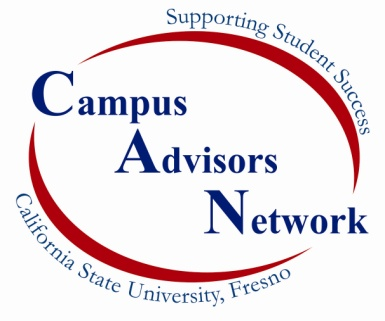 Supporting Student Success
Campus
Advisors
Network
California State University, Fresno